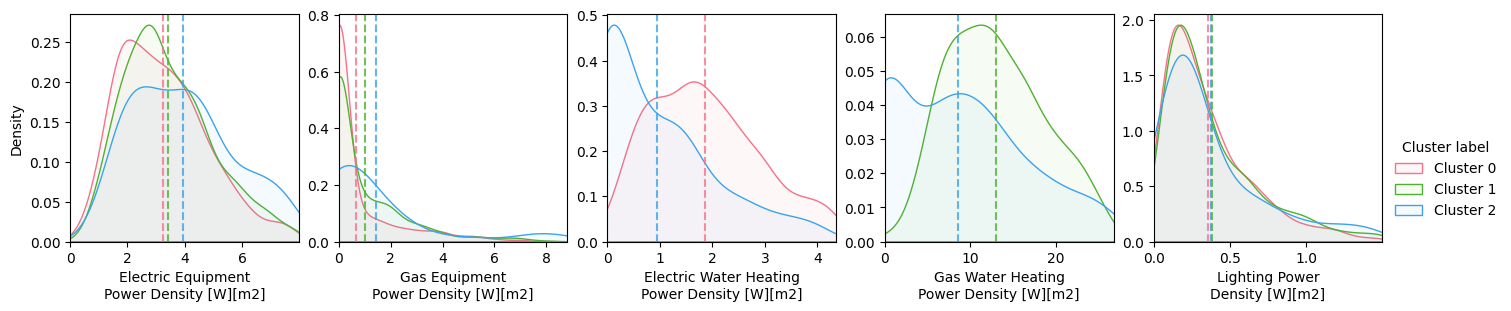 Density
0.00
0.05
0.10
0.15
0.20
0.25
0 2 4 6
Electric Equipment
Power Density [W][m2]
0.0
0.2
0.4
0.6
0.8
0 2 4 6 8
Gas Equipment
Power Density [W][m2]
0.0
0.1
0.2
0.3
0.4
0.5
0 1 2 3 4
Electric Water Heating
Power Density [W][m2]
0.00
0.01
0.02
0.03
0.04
0.05
0.06
0 10 20
Gas Water Heating
Power Density [W][m2]
0.0
0.5
1.0
1.5
2.0
0.0 0.5 1.0
Lighting Power
Density [W][m2]
Cluster label
Cluster 0
Cluster 1
Cluster 2